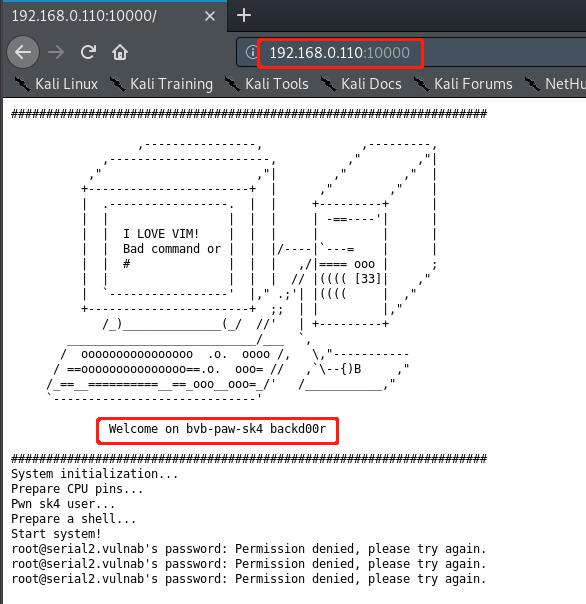 192.168.0.110:10000/
192.168.0.110:10000
Kali Linux Kali Training Kali Tools Kali Docs Kali Forums NetHu
####################################################################
I LOVE VIM!
Bad command or
#
-==----'
`---=
==== ooo
(((( [33]
((((
/_)______________(_/
/ oooooooooooooooo .o. oooo /,
/ ==ooooooooooooooo==.o. ooo= //
/_==__==========__==_ooo__ooo=_/'
,`\--{)B
Welcome on bvb-paw-sk4 backd00r
####################################################################
System initialization...
Prepare CPU pins...
Pwn sk4 user...
Prepare a shell...
Start system!
root@serial2.vulnab's password: Permission denied, please try again.
root@serial2.vulnab's password: Permission denied, please try again.
root@serial2.vulnab's password: Permission denied, please try again.